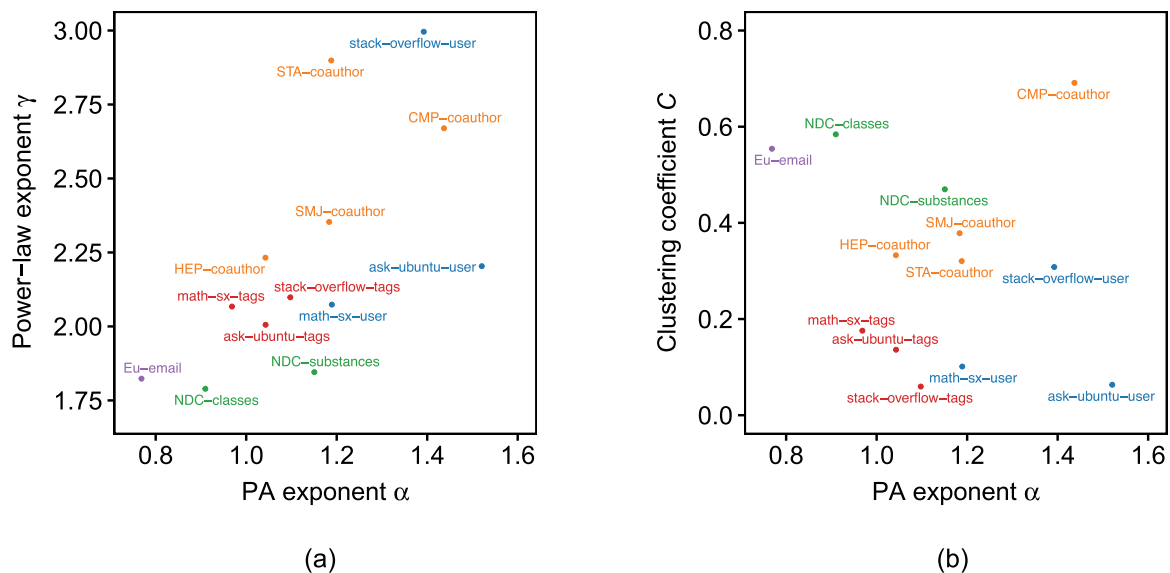 3.00
2.75
2.50
2.25
2.00
1.75
Power−law exponent γ
stack−overflow−user
STA−coauthor
CMP−coauthor
SMJ−coauthor
HEP−coauthor
ask−ubuntu−user
stack−overflow−tags
math−sx−tags
math−sx−user
ask−ubuntu−tags
NDC−substances
Eu−email
NDC−classes
0.8 1.0 1.2 1.4 1.6
PA exponent α
(a)
0.8
0.6
0.4
0.2
0.0
Clustering coefficient C
CMP−coauthor
NDC−classes
Eu−email
NDC−substances
SMJ−coauthor
HEP−coauthor
STA−coauthor
stack−overflow−user
math−sx−tags
ask−ubuntu−tags
math−sx−user
stack−overflow−tags
ask−ubuntu−user
0.8 1.0 1.2 1.4 1.6
PA exponent α
(b)